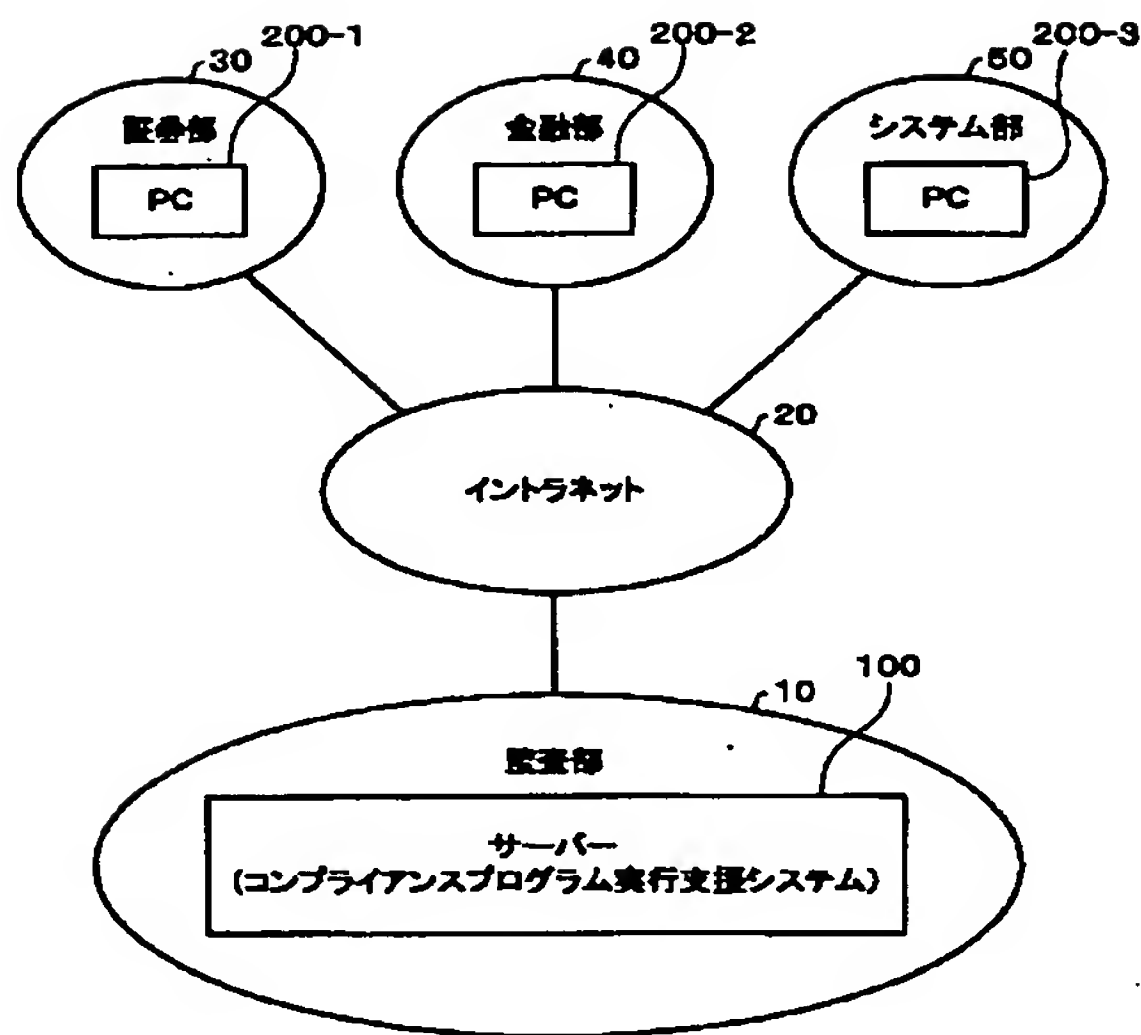 200-1
200-2
200-3
30
40
50
証券部
金融部
システム部
PC
PC
PC
20
イントラネット
100
10
監査部
サーバー
(コンプライアンスプログラム実行支援システム)